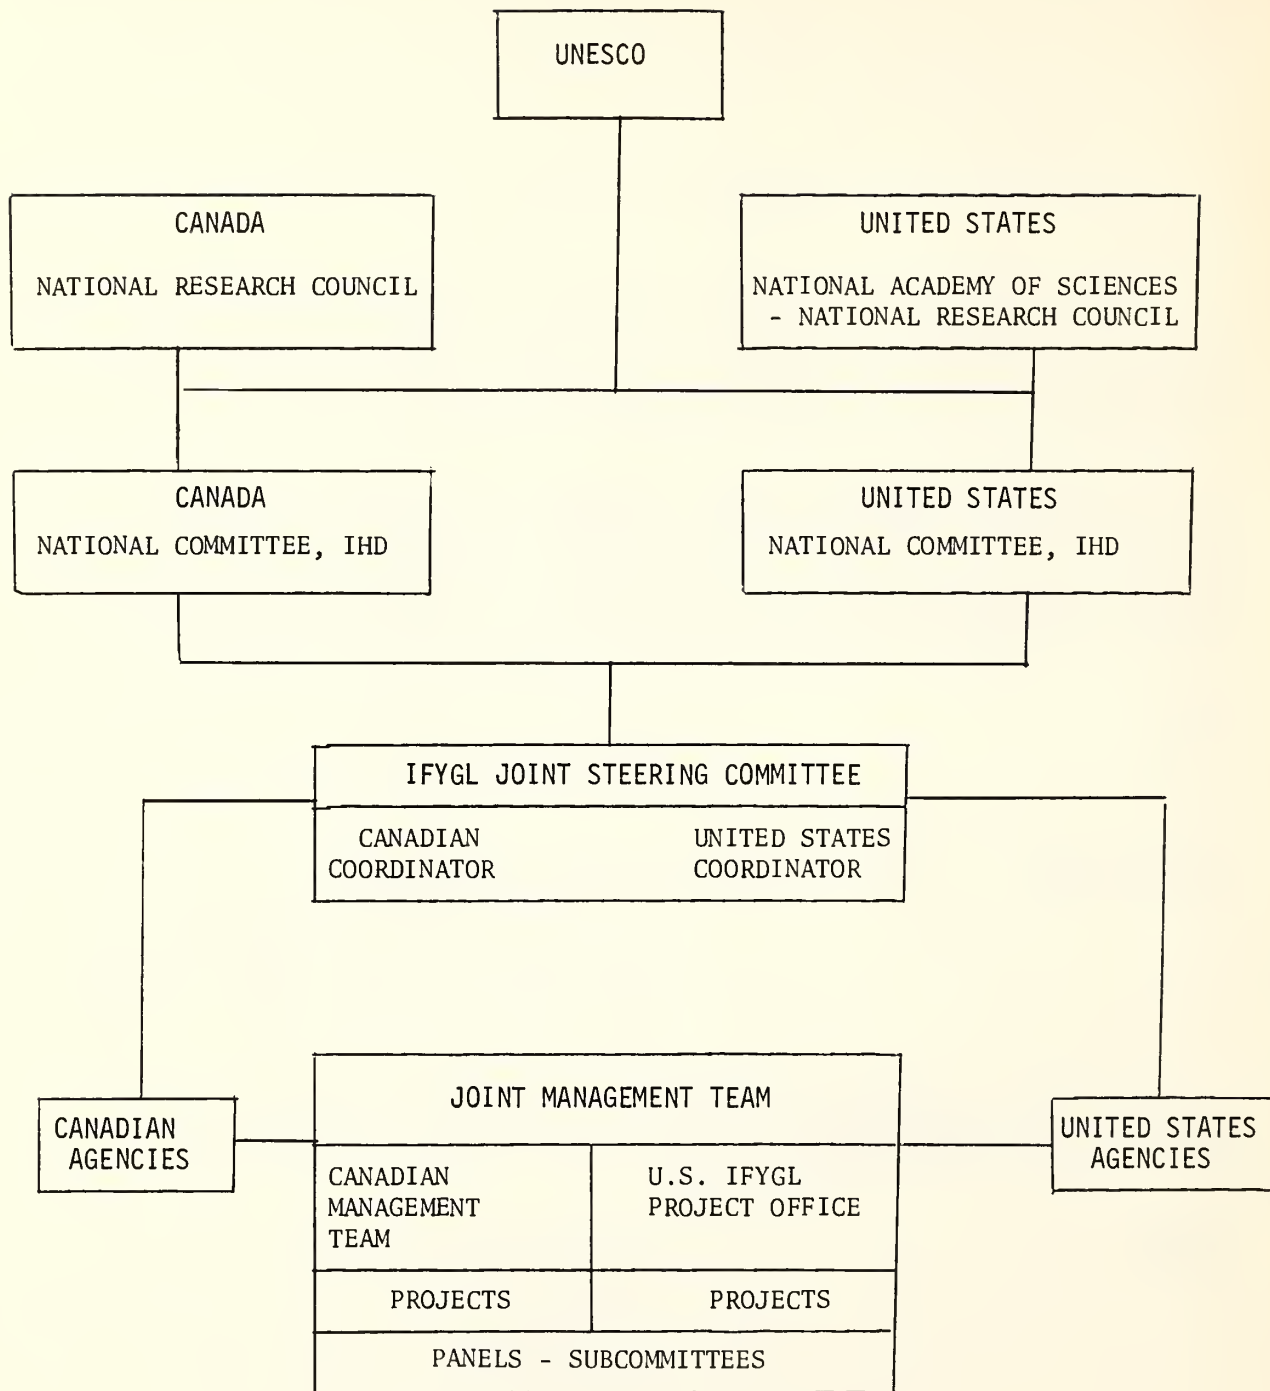 UNESCO
CANADA
NATIONAL RESEARCH COUNCIL
UNITED STATES
NATIONAL ACADEMY OF SCIENCES
- NATIONAL RESEARCH COUNCIL
CANADA
NATIONAL COMMITTEE, IHD
UNITED STATES
NATIONAL COMMITTEE, IHD
IFYGL JOINT STEERING COMMITTEE
CANADIAN
COORDINATOR
UNITED STATES
COORDINATOR
JOINT MANAGEMENT TEAM
CANADIAN
AGENCIES
UNITED STATES
AGENCIES
CANADIAN
MANAGEMENT
TEAM
U.S. IFYGL
PROJECT OFFICE
PROJECTS
PROJECTS
PANELS - SUBCOMMITTEES